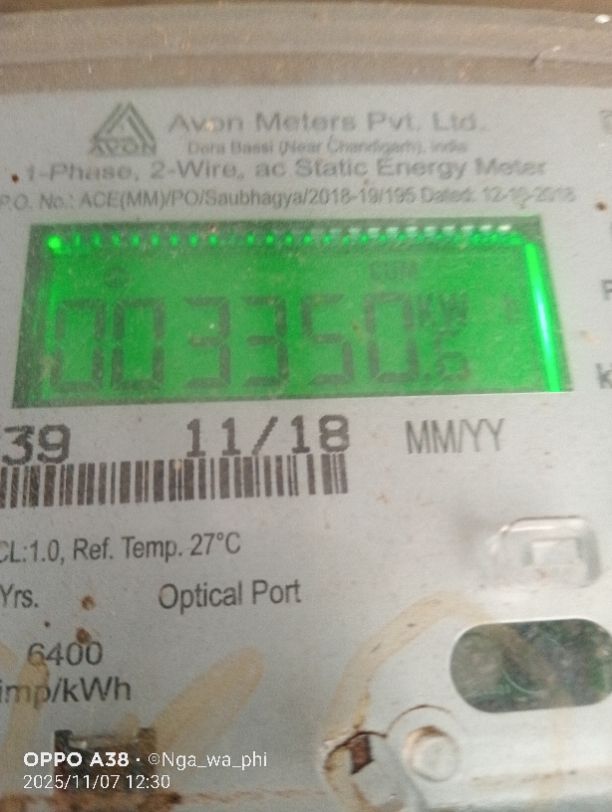 AVON
Avon Meters Pvt. Ltd.
Dera Bassi (Near Chandigarh), India
1-Phase, 2-Wire, ac Static Energy Meter
P.O. No.: ACE(MM)/PO/Saubhagya/2018-19/195 Dated: 12-10-2018
CUM
003350 KW
39 11/18 MM/YY
CL:1.0, Ref. Temp. 27°C
Yrs. Optical Port
6400
imp/kWh
OPPO A38 · ©Nga_wa_phi
2025/11/07 12:30